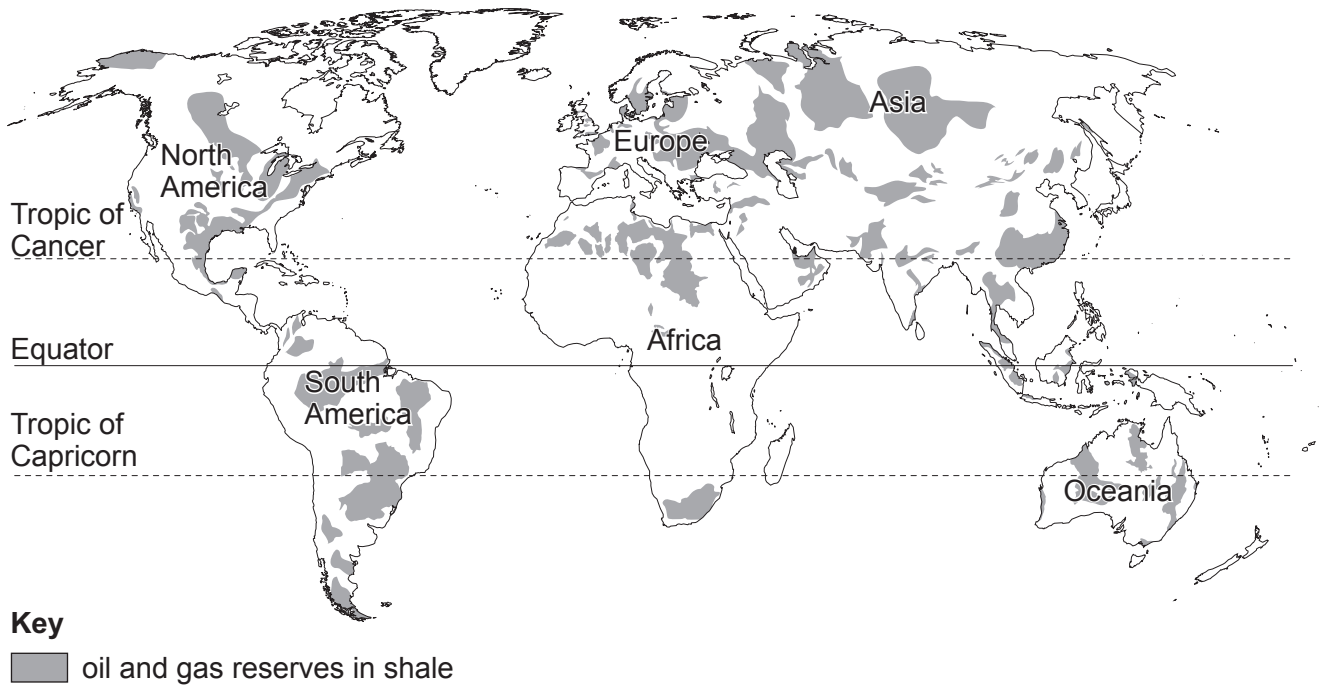 Asia
Europe
North
America
Tropic of
Cancer
Africa
Equator
South
America
Tropic of
Capricorn
Oceania
Key
oil and gas reserves in shale